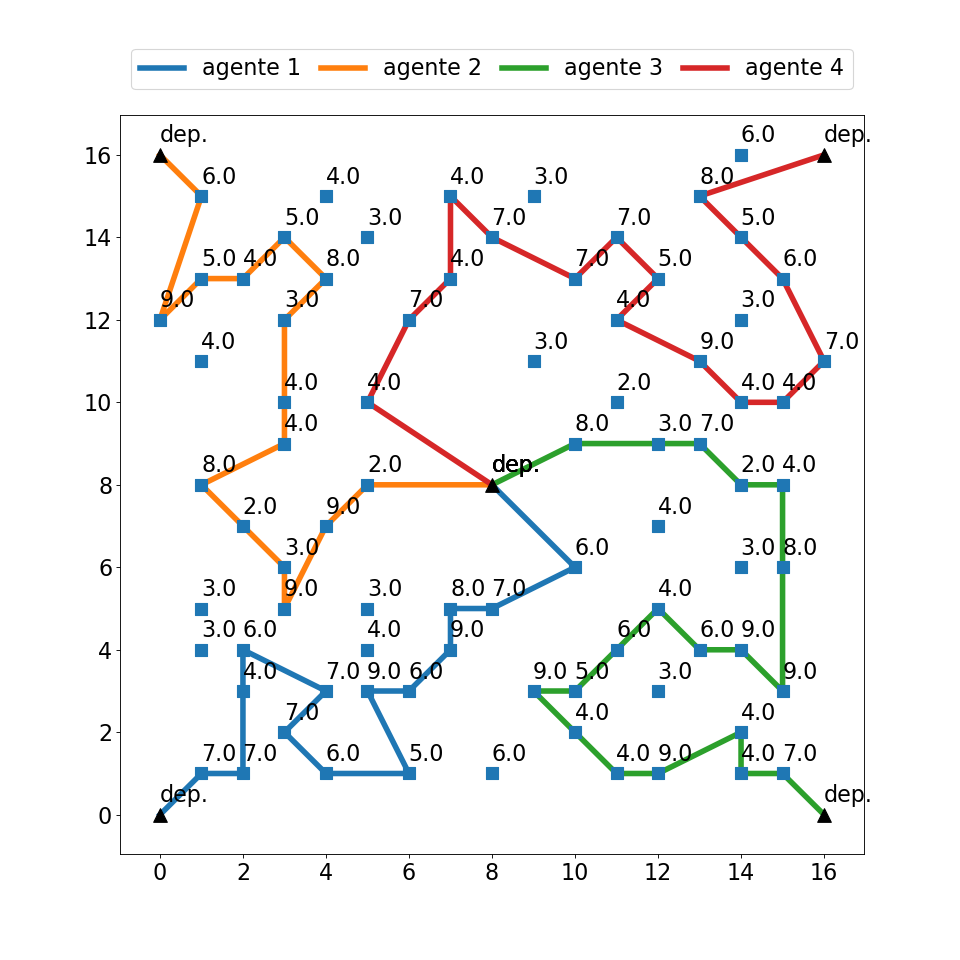 agente 1 agente 2 agente 3 agente 4
dep. 6.0 dep.
16
6.0 4.0 4.0 3.0 8.0
5.0 3.0 7.0 7.0 5.0
14
5.0 4.0 8.0 4.0 7.0 5.0 6.0
9.0 3.0 7.0 4.0 3.0
12
4.0 3.0 9.0 7.0
4.0 4.0 2.0 4.0 4.0
10
4.0 8.0 3.0 7.0
8.0 2.0 dep. 2.0 4.0
8
2.0 9.0 4.0
3.0 6.0 3.0 8.0
6
3.0 9.0 3.0 8.0 7.0 4.0
3.0 6.0 4.0 9.0 6.0 6.0 9.0
4
4.0 7.0 9.0 6.0 9.0 5.0 3.0 9.0
7.0 4.0 4.0
2
7.0 7.0 6.0 5.0 6.0 4.0 9.0 4.0 7.0
dep. dep.
0
0 2 4 6 8 10 12 14 16